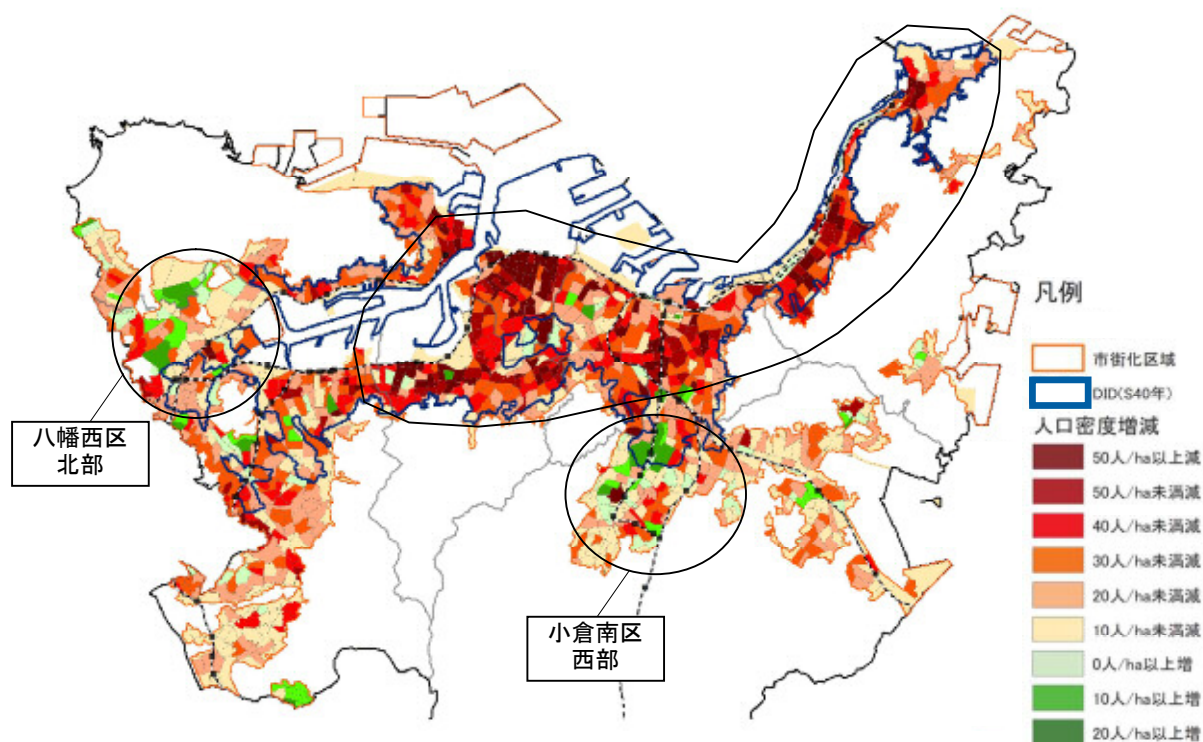 八幡西区
北部
小倉南区
西部
凡例
市街化区域
DID(S40年)
人口密度増減
50人/ha以上減
50人/ha未満減
40人/ha未満減
30人/ha未満減
20人/ha未満減
10人/ha未満減
0人/ha以上増
10人/ha以上増
20人/ha以上増